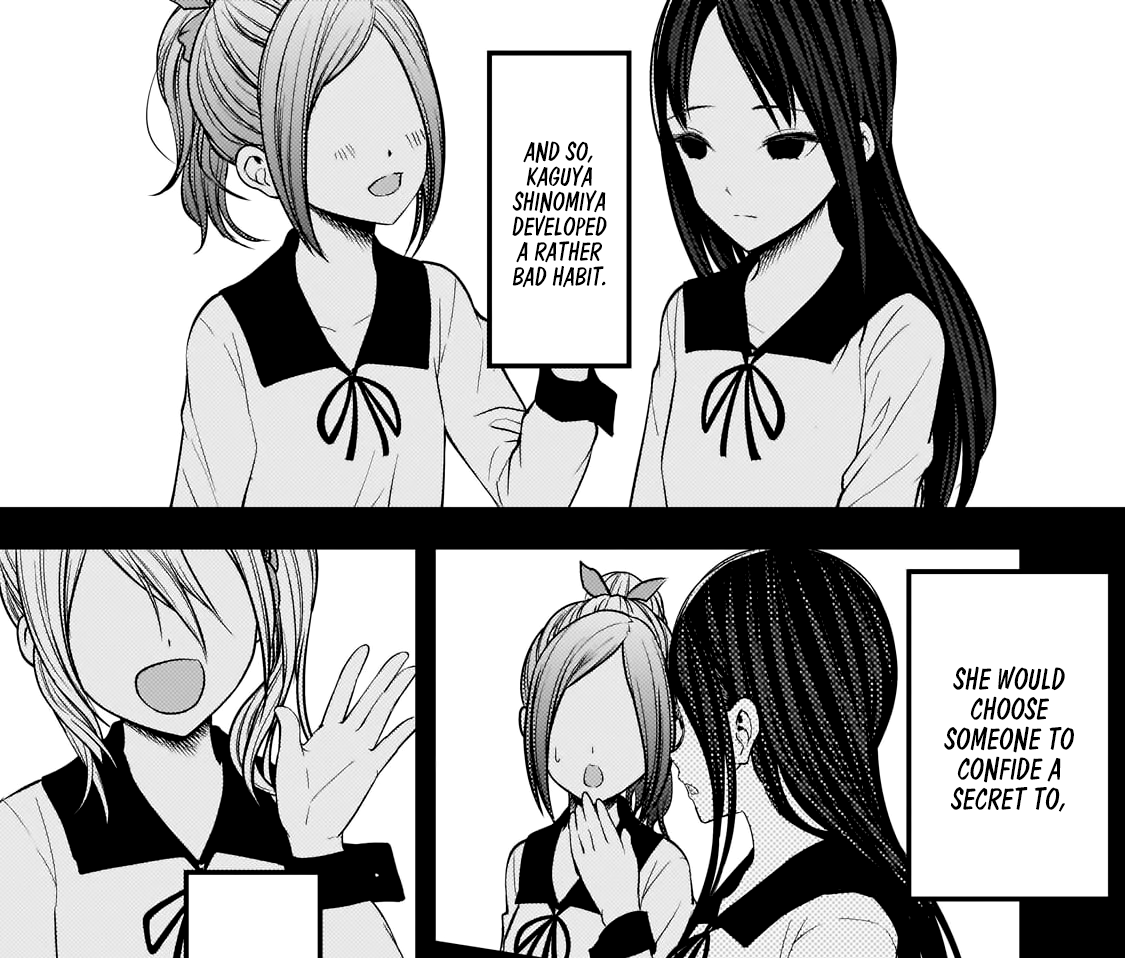 AND SO,
KAGUYA
SHINOMIYA
DEVELOPED
A RATHER
BAD HABIT.
SHE WOULD
CHOOSE
SOMEONE TO
CONFIDE A
SECRET TO,